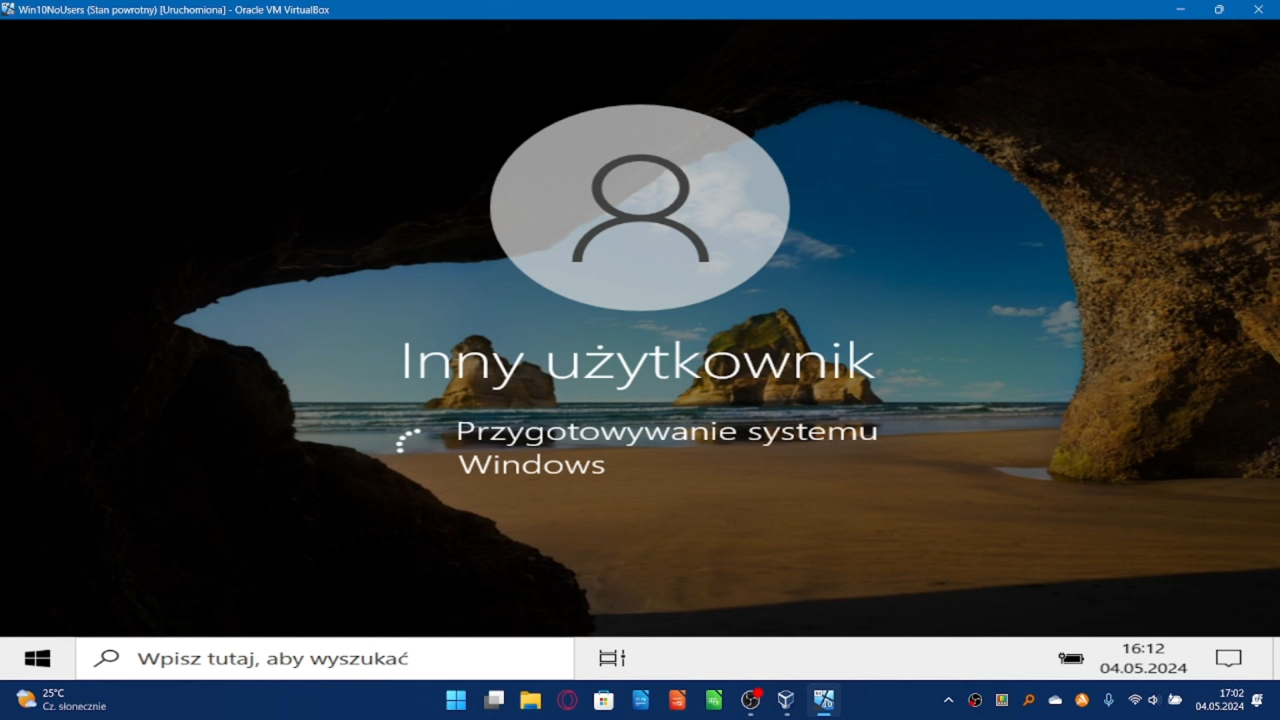 Win10NoUsers (Stan powrotny) [Uruchomiona] - Oracle VM VirtualBox
Inny użytkownik
Przygotowywanie systemu
Windows
Wpisz tutaj, aby wyszukać
16:12
04.05.2024
25°C
Cz. słonecznie
17:02
04.05.2024